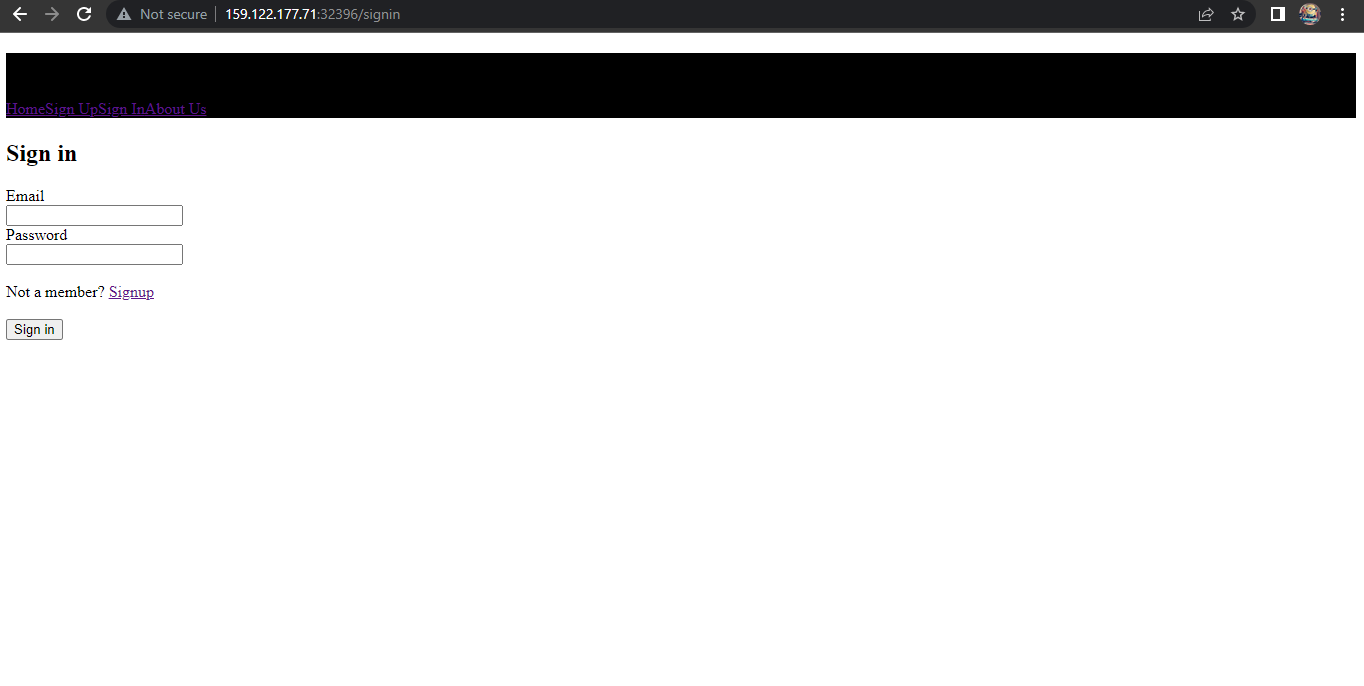 Not secure 159.122.177.71:32396/signin
HomeSign UpSign InAbout Us
Sign in
Email
Password
Not a member? Signup
Sign in